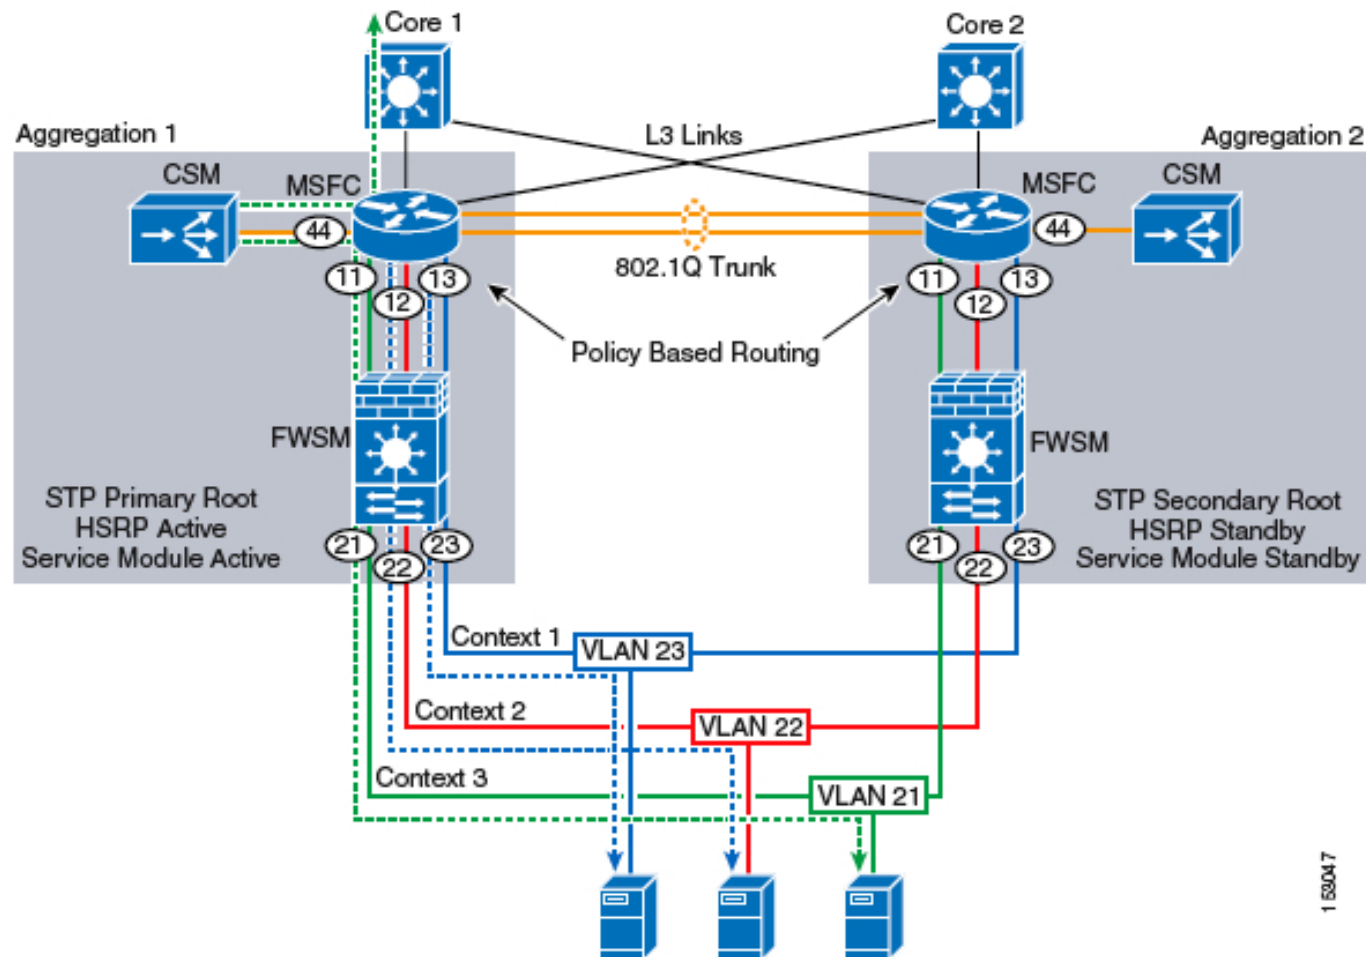 Core 1
Core 2
Aggregation 1
L3 Links
Aggregation 2
CSM
MSFC
MSFC
CSM
44
44
11
13
802.1Q Trunk
11
13
12
12
Policy Based Routing
FWSM
FWSM
STP Primary Root
HSRP Active
Service Module Active
STP Secondary Root
HSRP Standby
Service Module Standby
21
23
22
21
23
22
Context 1
VLAN 23
Context 2
VLAN 22
Context 3
VLAN 21
153047